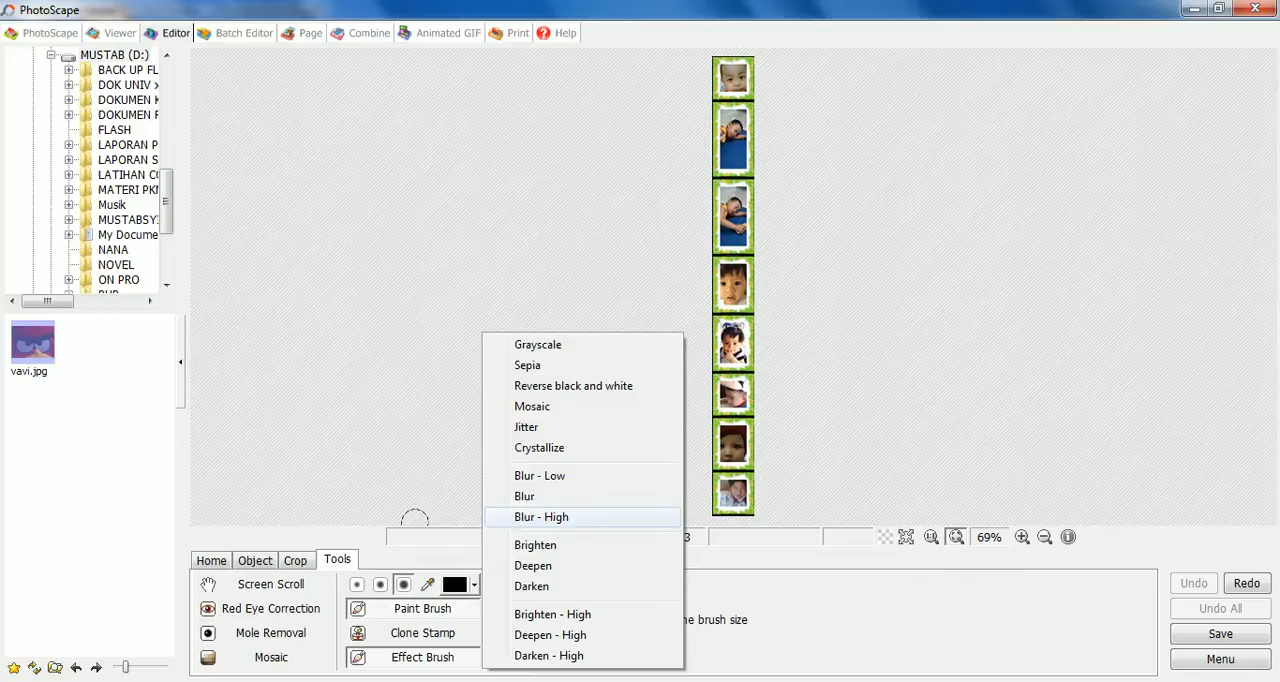 PhotoScape
PhotoScape
Viewer
Editor
Batch Editor
Page
Combine
Animated GIF
Print
Help
MUSTAB (D:)
BACK UP FL
DOK UNIV
DOKUMEN K
DOKUMEN F
FLASH
LAPORAN P
LAPORAN S
LATIHAN CO
MATERI PKN
Musik
MUSTABSY
My Docume
NANA
NOVEL
ON PRO
vavi.jpg
Grayscale
Sepia
Reverse black and white
Mosaic
Jitter
Crystallize
Blur - Low
Blur
Blur - High
Brighten
Deepen
Darken
Brighten - High
Deepen - High
Darken - High
3
69%
Home
Object
Crop
Tools
Screen Scroll
Red Eye Correction
Mole Removal
Mosaic
Paint Brush
Clone Stamp
Effect Brush
he brush size
Undo
Redo
Undo All
Save
Menu